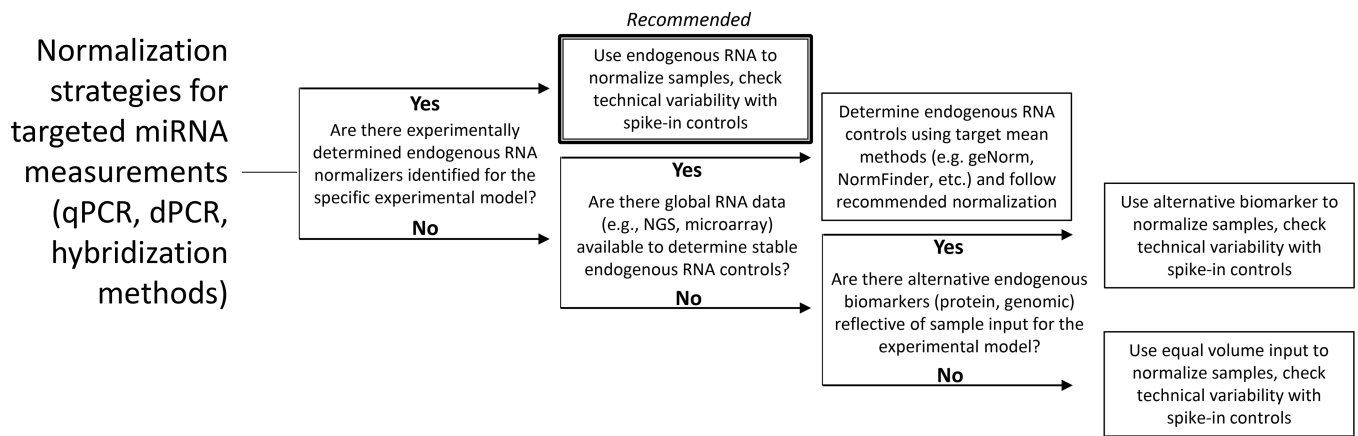 Normalization
strategies for
targeted miRNA
measurements
(qPCR, dPCR,
hybridization
methods)
Yes
Are there experimentally
determined endogenous RNA
normalizers identified for the
specific experimental model?
No
Recommended
Use endogenous RNA to
normalize samples, check
technical variability with
spike-in controls
Yes
Are there global RNA data
(e.g., NGS, microarray)
available to determine stable
endogenous RNA controls?
No
Determine endogenous RNA
controls using target mean
methods (e.g. geNorm,
NormFinder, etc.) and follow
recommended normalization
Yes
Are there alternative endogenous
biomarkers (protein, genomic)
reflective of sample input for the
experimental model?
No
Use alternative biomarker to
normalize samples, check
technical variability with
spike-in controls
Use equal volume input to
normalize samples, check
technical variability with
spike-in controls